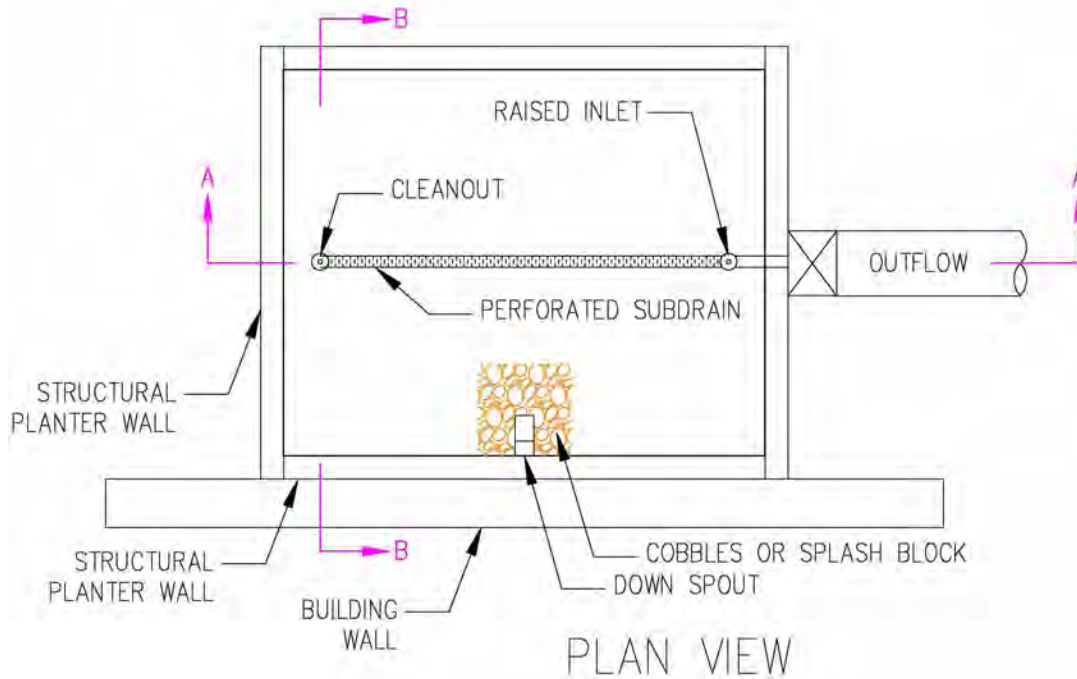 B
RAISED INLET
A
CLEANOUT
A
OUTFLOW
PERFORATED SUBDRAIN
STRUCTURAL
PLANTER WALL
B
STRUCTURAL
PLANTER WALL
COBBLES OR SPLASH BLOCK
DOWN SPOUT
BUILDING
WALL
PLAN VIEW